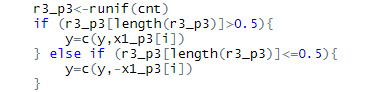 r3_p3<-runif(cnt)
if (r3_p3[length(r3_p3)]>0.5){
    y=c(y,x1_p3[i])
} else if (r3_p3[length(r3_p3)]<=0.5){
    y=c(y,-x1_p3[i])
}